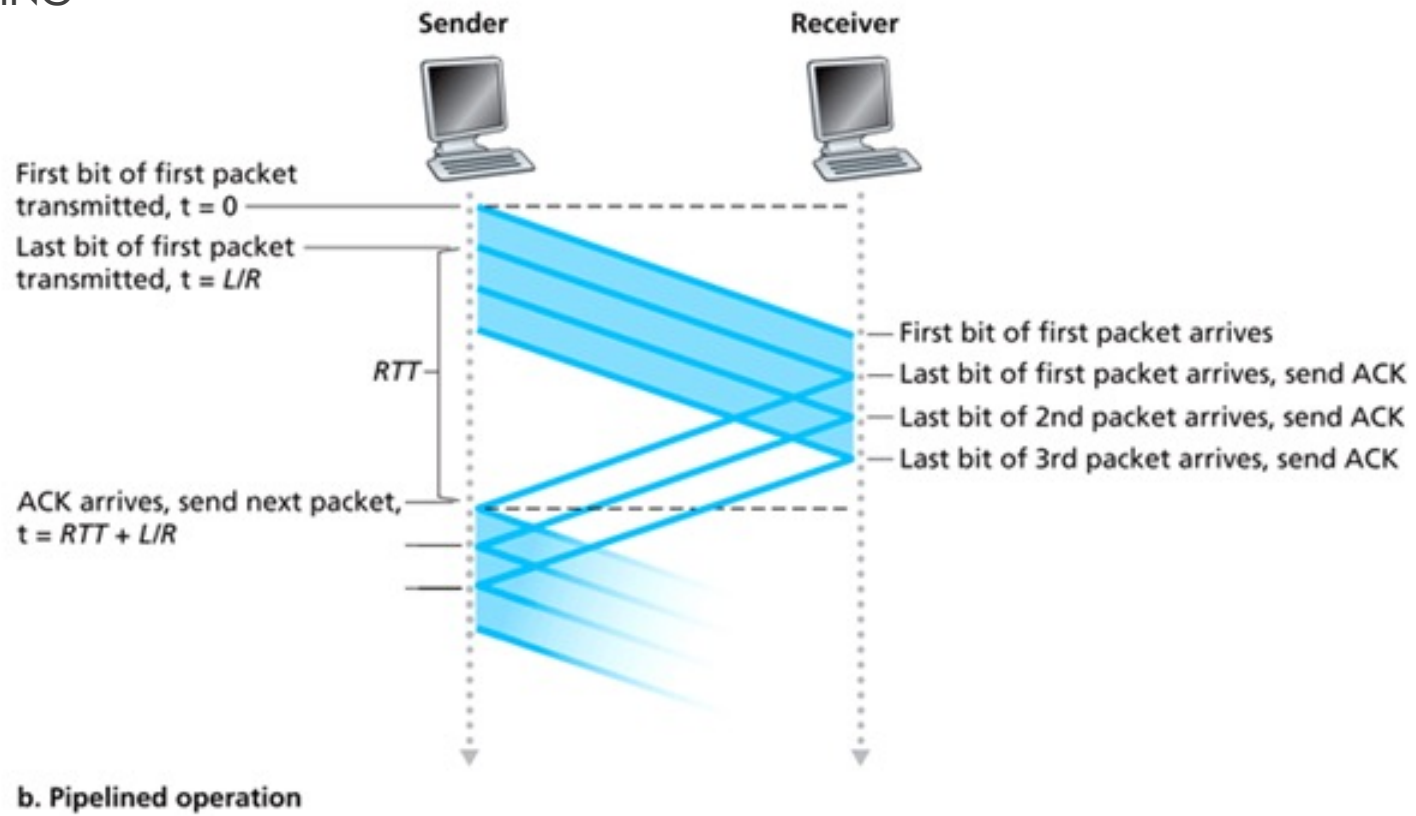 Sender
Receiver
First bit of first packet
transmitted, t = 0
Last bit of first packet
transmitted, t = L/R
First bit of first packet arrives
RTT
Last bit of first packet arrives, send ACK
Last bit of 2nd packet arrives, send ACK
Last bit of 3rd packet arrives, send ACK
ACK arrives, send next packet,
t = RTT + L/R
b. Pipelined operation